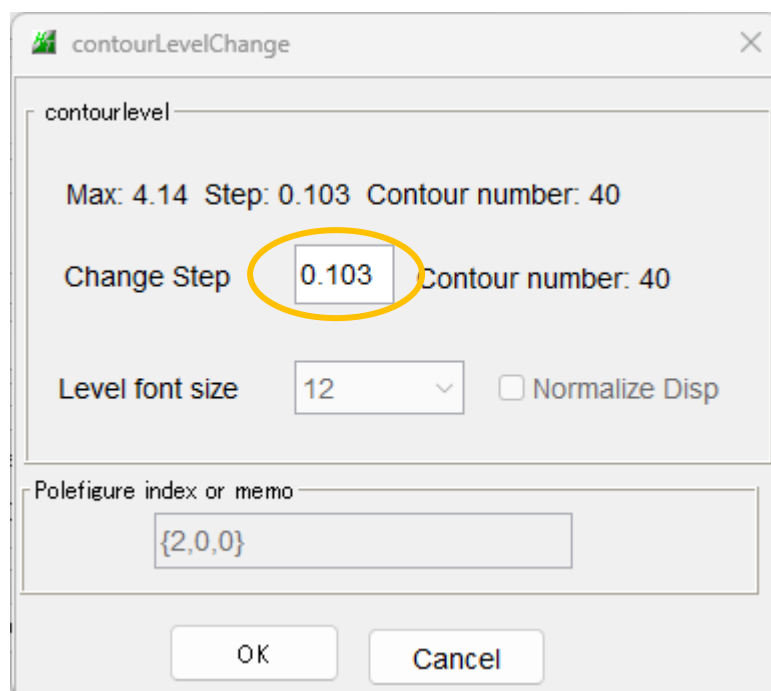 contourLevelChange
contourlevel
Max: 4.14 Step: 0.103 Contour number: 40
Change Step 0.103 Contour number: 40
Level font size 12 Normalize Disp
Polefigure index or memo
{2,0,0}
OK Cancel